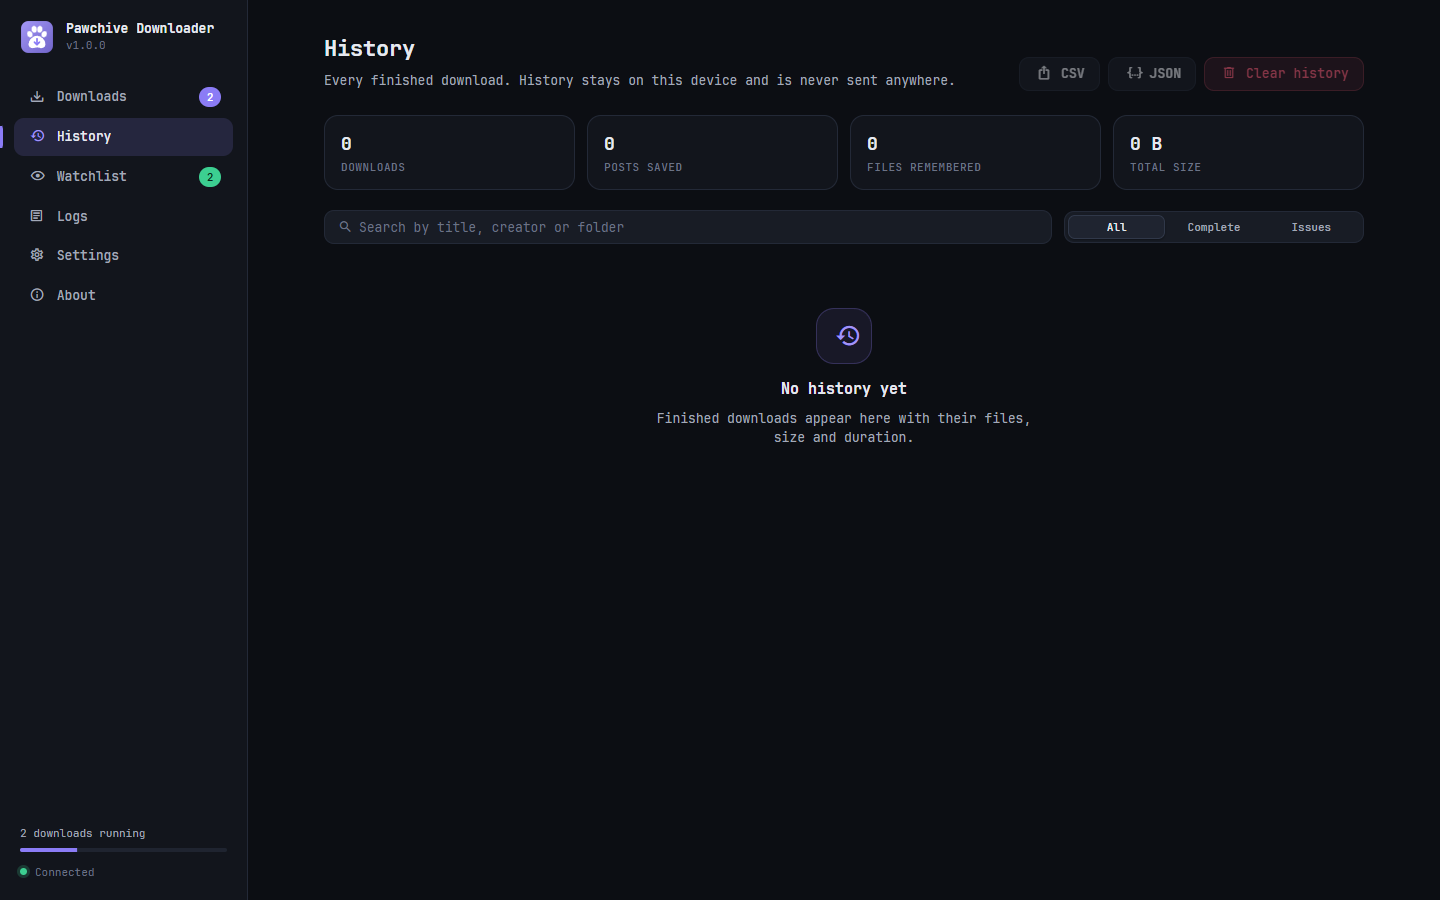 Pawchive Downloader
v1.0.0
Downloads 2
History
Watchlist 2
Logs
Settings
About
2 downloads running
Connected
History
Every finished download. History stays on this device and is never sent anywhere.
CSV
JSON
Clear history
0
DOWNLOADS
0
POSTS SAVED
0
FILES REMEMBERED
0 B
TOTAL SIZE
Search by title, creator or folder
All
Complete
Issues
No history yet
Finished downloads appear here with their files,
size and duration.